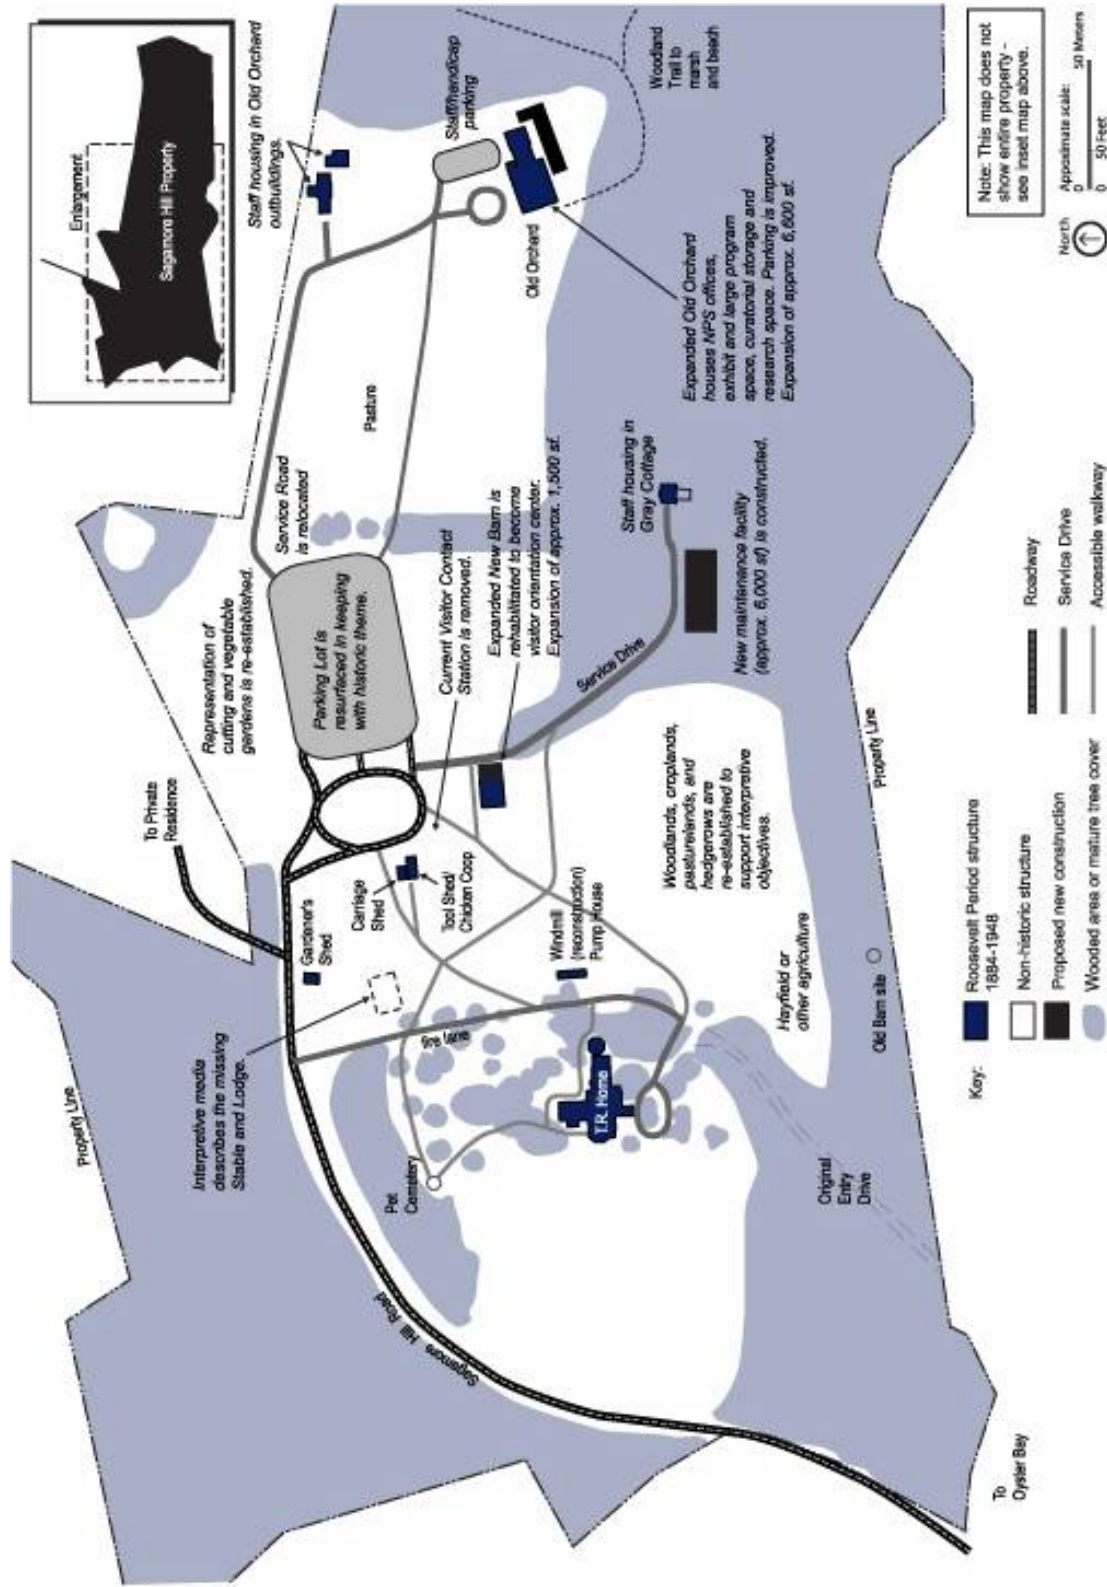 Enlargement
Sagamore Hill Property
Staff housing in Old Orchard
outbuildings.
Staff/handicap
parking
Woodland
Trail to
marsh
and beach
Old Orchard
Expanded Old Orchard
houses NPS offices,
exhibit and large program
space, curatorial storage and
research space. Parking is improved.
Expansion of approx. 6,600 sf.
Pasture
Service Road
is relocated
Representation of
cutting and vegetable
gardens is re-established.
Parking Lot is
resurfaced in keeping
with historic theme.
Current Visitor Contact
Station is removed.
Expanded New Barn is
rehabilitated to become
visitor orientation center.
Expansion of approx. 1,500 sf.
Staff housing in
Gray Cottage
New maintenance facility
(approx. 6,000 sf) is constructed.
Service Drive
To Private
Residence
Gardener's
Shed
Carriage
Shed
Tool Shed/
Chicken Coop
Windmill
(reconstruction)
Pump House
Woodlands, croplands,
pasturelands, and
hedgerows are
re-established to
support interpretive
objectives.
Hayfield or
other agriculture
Interpretive media
describes the missing
Stable and Lodge.
fire lane
T.R. Home
Pet
Cemetery
Property Line
Sagamore Hill Road
Original
Entry
Drive
Old Barn site
Property Line
To
Oyster Bay
Key:
Roosevelt Period structure
1884-1948
Non-historic structure
Proposed new construction
Wooded area or mature tree cover
Roadway
Service Drive
Accessible walkway
Note: This map does not
show entire property -
see inset map above.
North
Approximate scale:
0 50 Meters
0 50 Feet